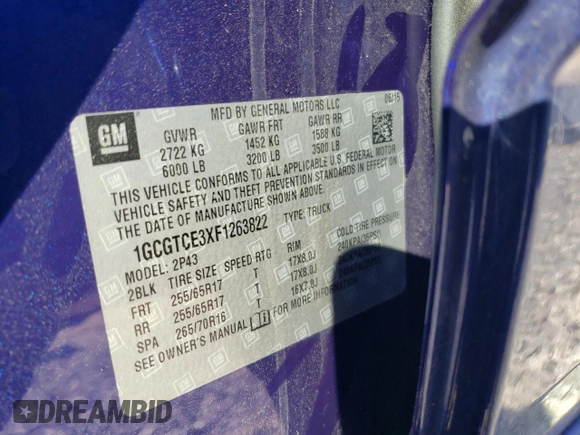 MFD BY GENERAL MOTORS LLC
06/15
GM
GVWR GAWR FRT GAWR RR
2722 KG 1452 KG 1588 KG
6000 LB 3200 LB 3500 LB
THIS VEHICLE CONFORMS TO ALL APPLICABLE U.S. FEDERAL MOTOR
VEHICLE SAFETY AND THEFT PREVENTION STANDARDS IN EFFECT ON
THE DATE OF MANUFACTURE SHOWN ABOVE.
1GCGTCE3XF1263822 TYPE: TRUCK
MODEL: 2P43
2BLK TIRE SIZE SPEED RTG RIM COLD TIRE PRESSURE
FRT 255/65R17 T 17X8.0J 240KPA(35PSI)
RR 255/65R17 T 17X8.0J
SPA 265/70R16 T 16X7.0J
SEE OWNER'S MANUAL
DREAMBID